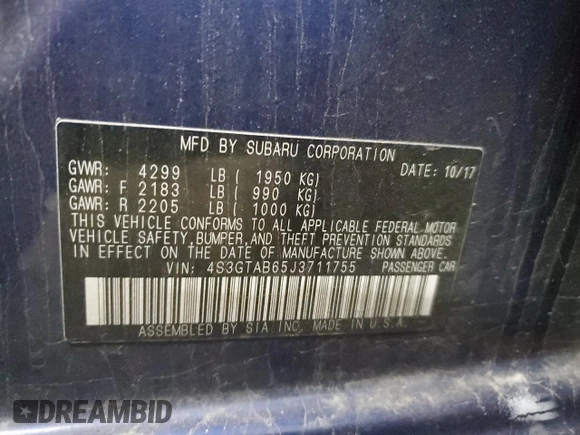 MFD BY SUBARU CORPORATION
GVWR: 4299 LB ( 1950 KG) DATE: 10/17
GAWR: F 2183 LB ( 990 KG)
GAWR: R 2205 LB ( 1000 KG)
THIS VEHICLE CONFORMS TO ALL APPLICABLE FEDERAL MOTOR
VEHICLE SAFETY, BUMPER, AND THEFT PREVENTION STANDARDS
IN EFFECT ON THE DATE OF MANUFACTURE SHOWN ABOVE.
VIN: 4S3GTAB65J3711755 PASSENGER CAR
ASSEMBLED BY SIA INC. MADE IN U.S.A.
DREAMBID